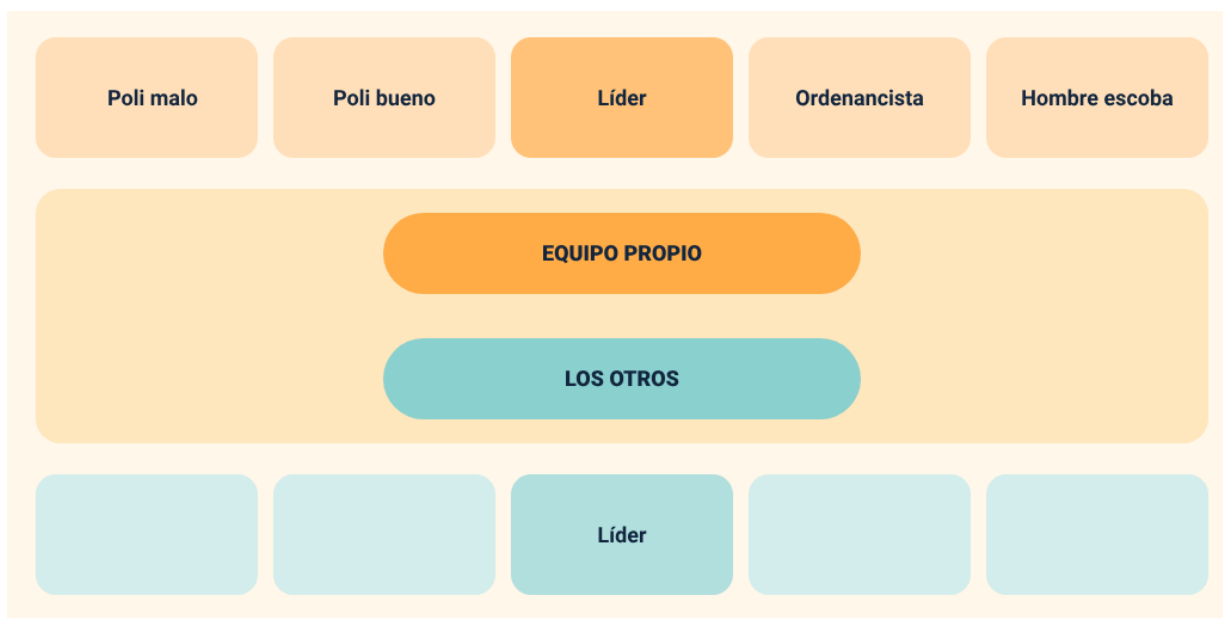 Poli malo
Poli bueno
Líder
Ordenancista
Hombre escoba
EQUIPO PROPIO
LOS OTROS
Líder